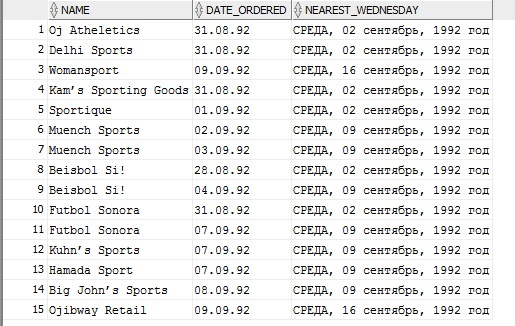 NAME DATE_ORDERED NEAREST_WEDNESDAY
1 Oj Atheletics 31.08.92 СРЕДА, 02 сентябрь, 1992 год
2 Delhi Sports 31.08.92 СРЕДА, 02 сентябрь, 1992 год
3 Womansport 09.09.92 СРЕДА, 16 сентябрь, 1992 год
4 Kam’s Sporting Goods 31.08.92 СРЕДА, 02 сентябрь, 1992 год
5 Sportique 01.09.92 СРЕДА, 02 сентябрь, 1992 год
6 Muench Sports 02.09.92 СРЕДА, 09 сентябрь, 1992 год
7 Muench Sports 03.09.92 СРЕДА, 09 сентябрь, 1992 год
8 Beisbol Si! 28.08.92 СРЕДА, 02 сентябрь, 1992 год
9 Beisbol Si! 04.09.92 СРЕДА, 09 сентябрь, 1992 год
10 Futbol Sonora 31.08.92 СРЕДА, 02 сентябрь, 1992 год
11 Futbol Sonora 07.09.92 СРЕДА, 09 сентябрь, 1992 год
12 Kuhn’s Sports 07.09.92 СРЕДА, 09 сентябрь, 1992 год
13 Hamada Sport 07.09.92 СРЕДА, 09 сентябрь, 1992 год
14 Big John’s Sports 08.09.92 СРЕДА, 09 сентябрь, 1992 год
15 Ojibway Retail 09.09.92 СРЕДА, 16 сентябрь, 1992 год